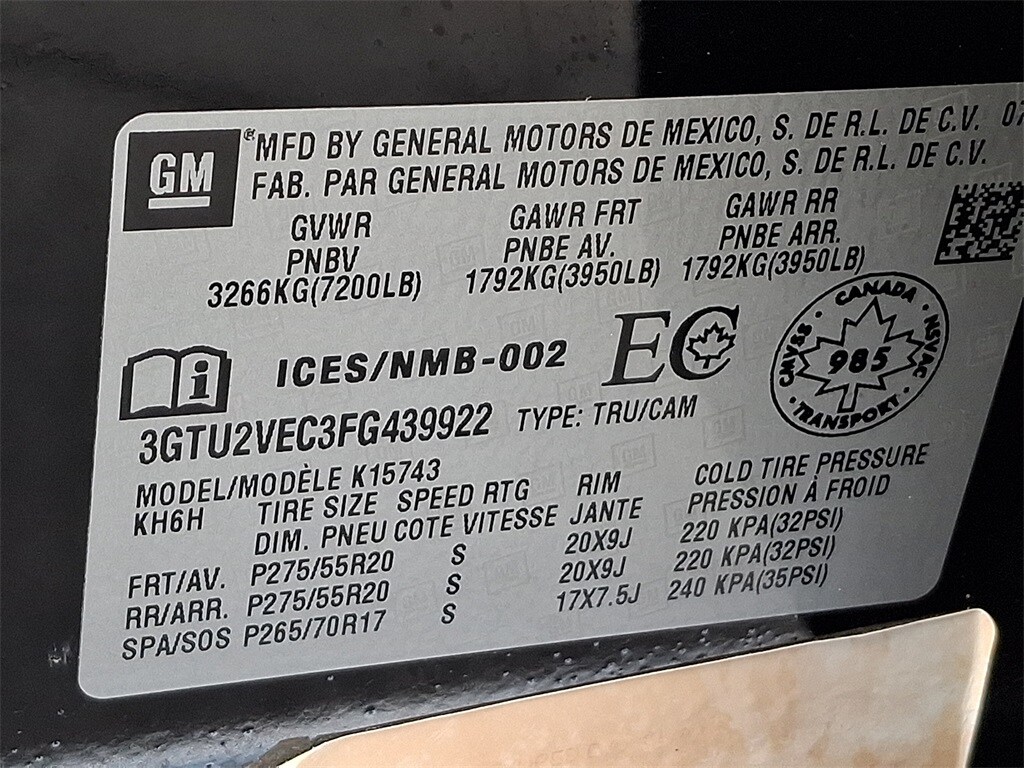 GM
® MFD BY GENERAL MOTORS DE MEXICO, S. DE R.L. DE C.V. 07
FAB. PAR GENERAL MOTORS DE MEXICO, S. DE R.L. DE C.V.
GVWR GAWR FRT GAWR RR
PNBV PNBE AV. PNBE ARR.
3266KG(7200LB) 1792KG(3950LB) 1792KG(3950LB)
i ICES/NMB-002 EC
CANADA
CMVSS 985 NSVAC
TRANSPORT
3GTU2VEC3FG439922 TYPE: TRU/CAM
MODEL/MODÈLE K15743
KH6H TIRE SIZE SPEED RTG RIM COLD TIRE PRESSURE
DIM. PNEU COTE VITESSE JANTE PRESSION À FROID
FRT/AV. P275/55R20 S 20X9J 220 KPA(32PSI)
RR/ARR. P275/55R20 S 20X9J 220 KPA(32PSI)
SPA/SOS P265/70R17 S 17X7.5J 240 KPA(35PSI)